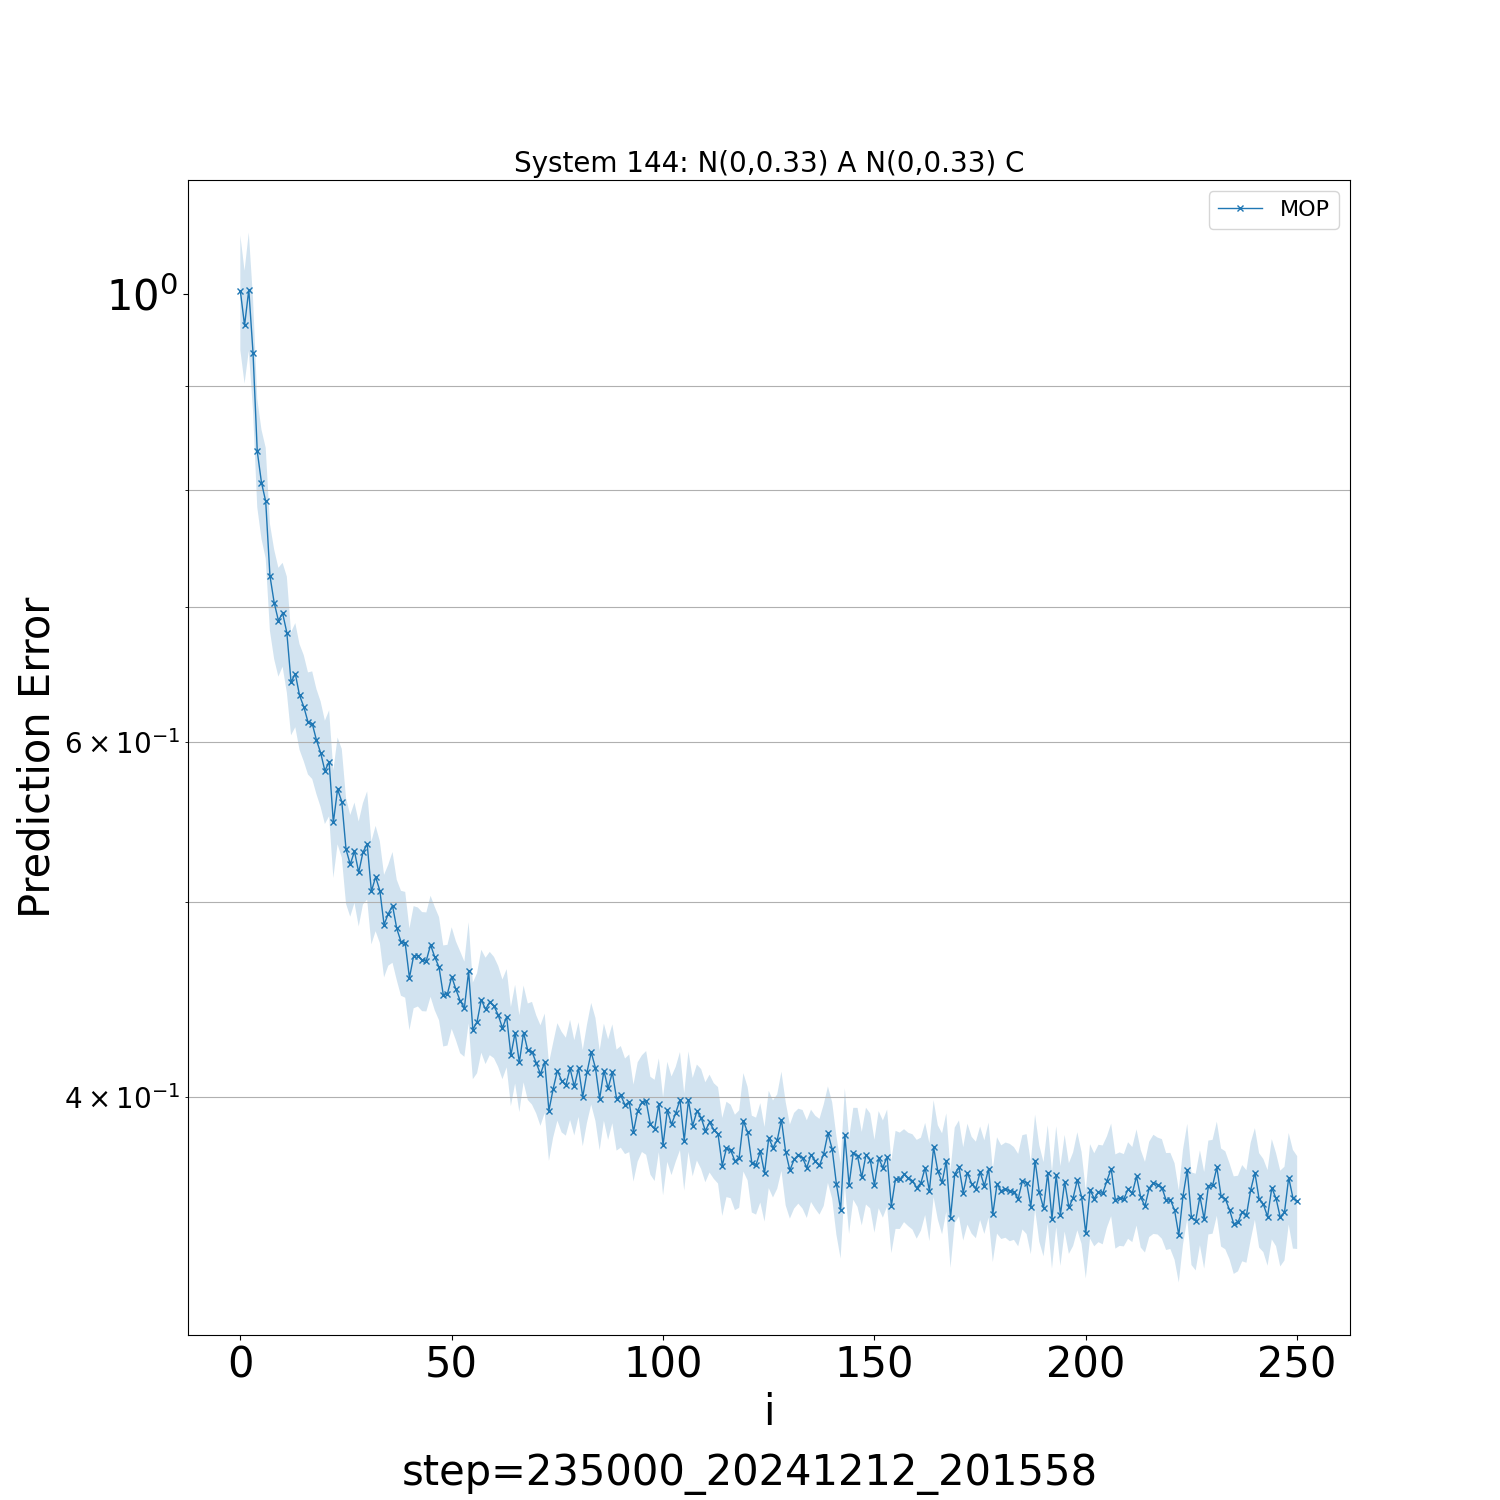 System 144: N(0,0.33) A N(0,0.33) C
MOP
10⁰
6 × 10⁻¹
4 × 10⁻¹
Prediction Error
0 50 100 150 200 250
i
step=235000_20241212_201558